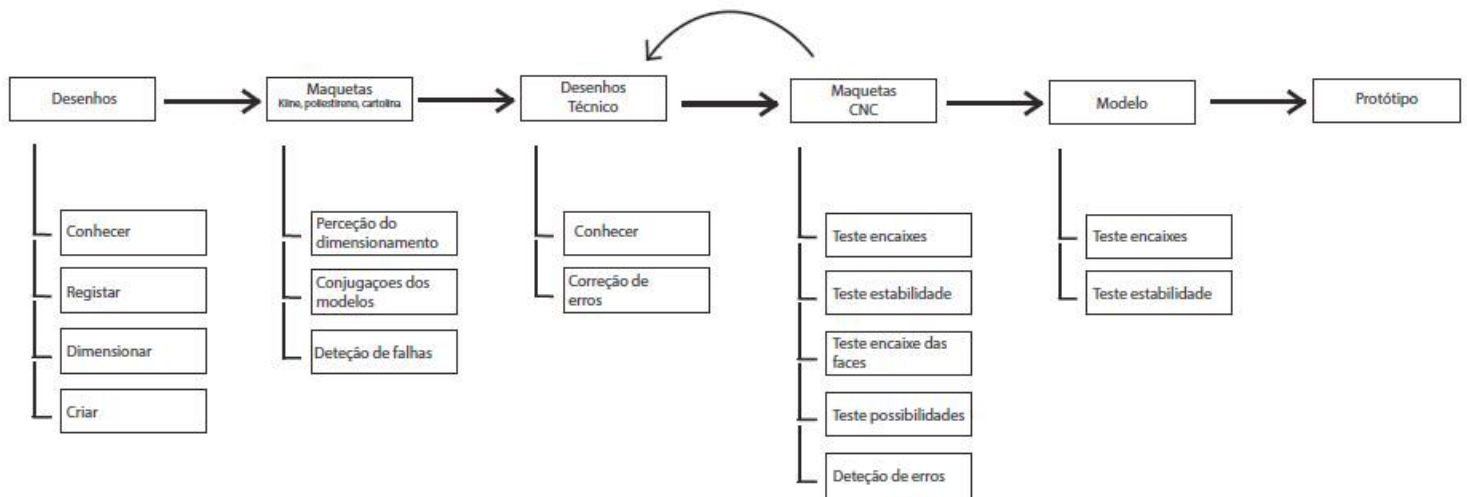 Desenhos
Maquetas
Kline, poliestireno, cartolina
Desenhos
Técnico
Maquetas
CNC
Modelo
Protótipo
Conhecer
Registar
Dimensionar
Criar
Perceção do
dimensionamento
Conjugaçoes dos
modelos
Deteção de falhas
Conhecer
Correção de
erros
Teste encaixes
Teste estabilidade
Teste encaixe das
faces
Teste possibilidades
Deteção de erros
Teste encaixes
Teste estabilidade